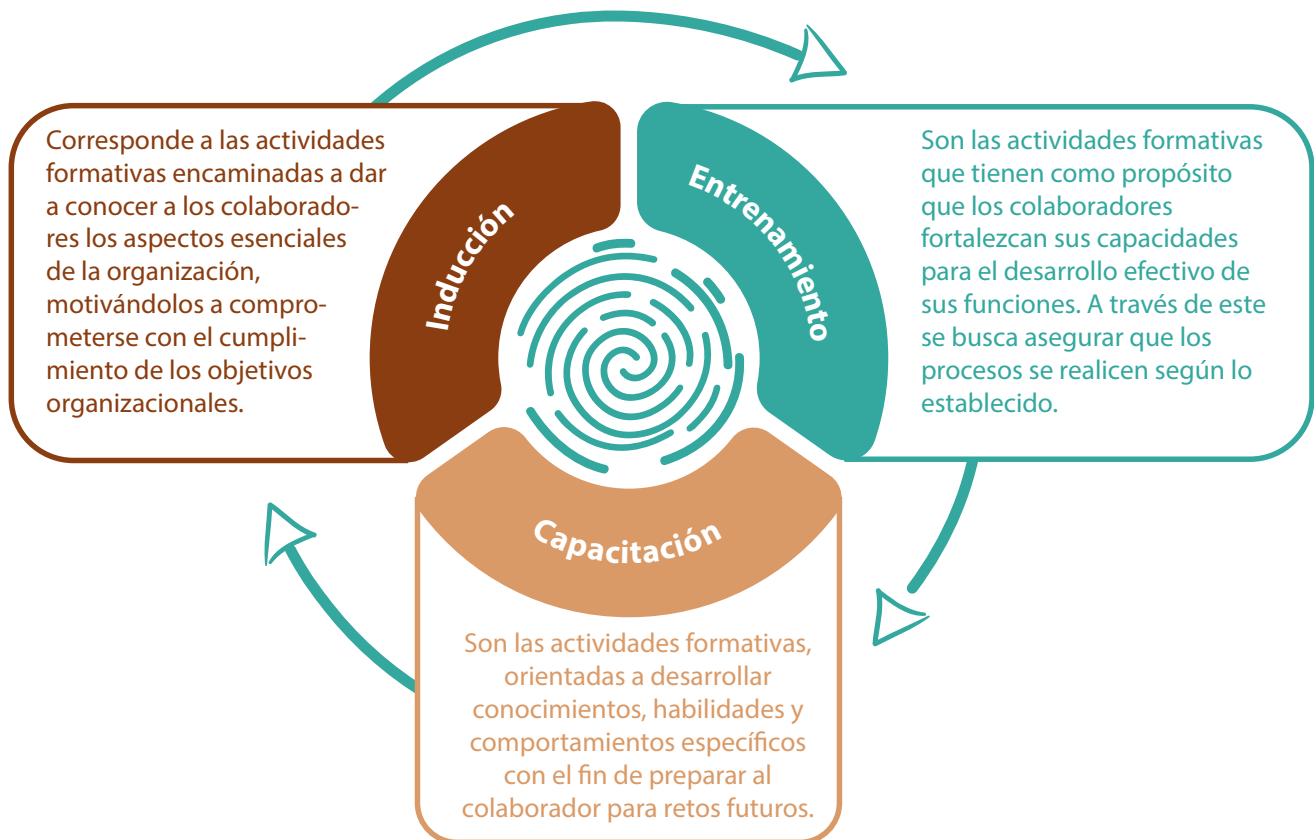 Inducción
Corresponde a las actividades
formativas encaminadas a dar
a conocer a los colaborado-
res los aspectos esenciales
de la organización,
motivándolos a compro-
meterse con el cumpli-
miento de los objetivos
organizacionales.
Entrenamiento
Son las actividades formativas
que tienen como propósito
que los colaboradores
fortalezcan sus capacidades
para el desarrollo efectivo de
sus funciones. A través de este
se busca asegurar que los
procesos se realicen según lo
establecido.
Capacitación
Son las actividades formativas,
orientadas a desarrollar
conocimientos, habilidades y
comportamientos específicos
con el fin de preparar al
colaborador para retos futuros.